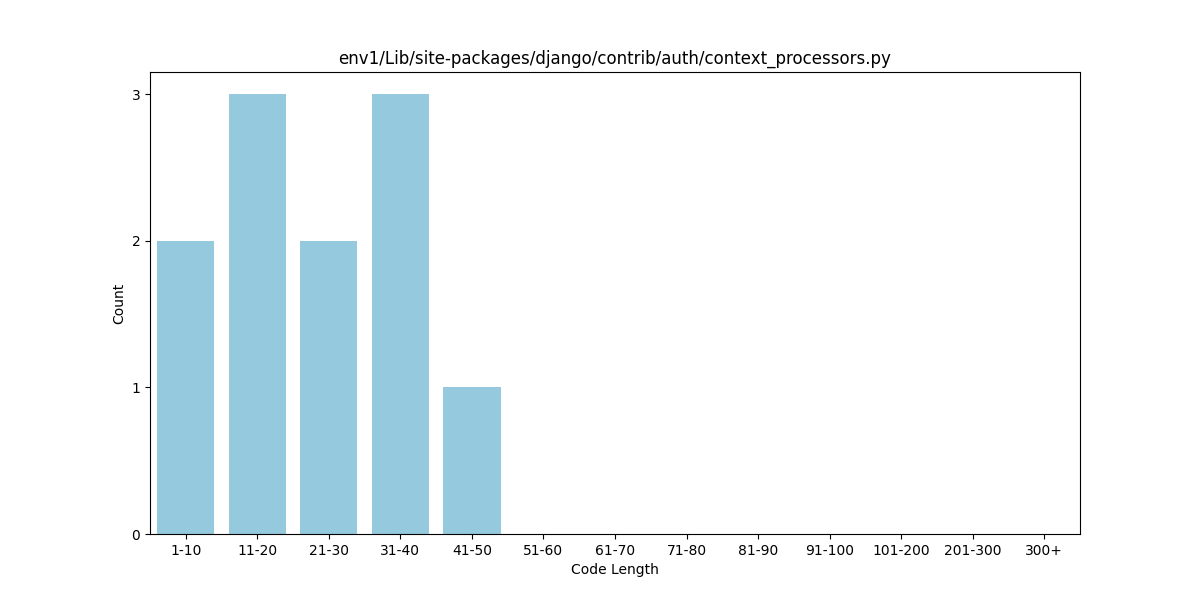 env1/Lib/site-packages/django/contrib/auth/context_processors.py
3
2
1
0
Count
1-10 11-20 21-30 31-40 41-50 51-60 61-70 71-80 81-90 91-100 101-200 201-300 300+
Code Length